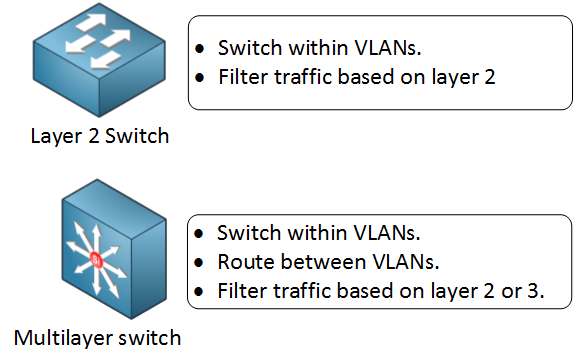 • Switch within VLANs.
• Filter traffic based on layer 2
Layer 2 Switch
• Switch within VLANs.
• Route between VLANs.
• Filter traffic based on layer 2 or 3.
Multilayer switch